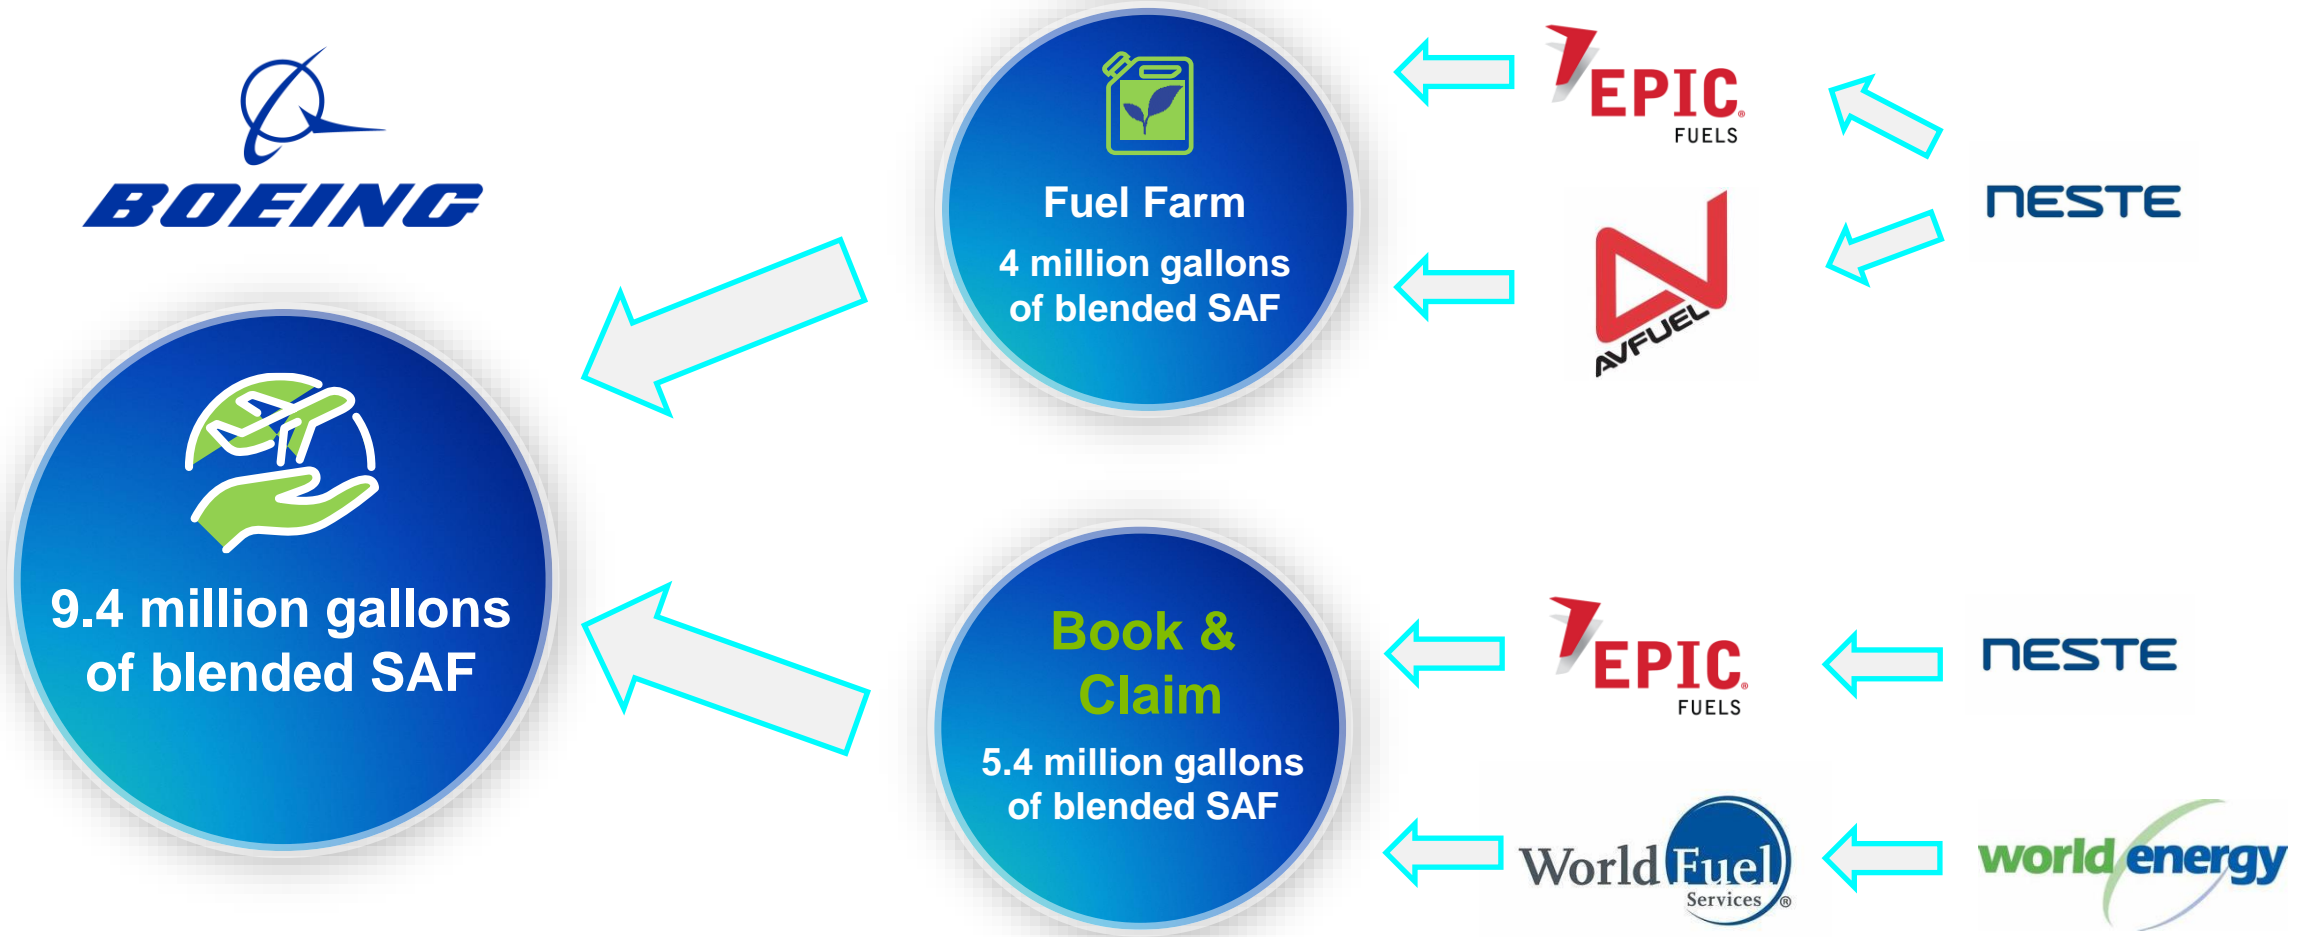 BOEING
9.4 million gallons
of blended SAF
Fuel Farm
4 million gallons
of blended SAF
EPIC®
FUELS
AVFUEL
NESTE
Book &
Claim
5.4 million gallons
of blended SAF
EPIC®
FUELS
NESTE
World Fuel
Services ®
world energy